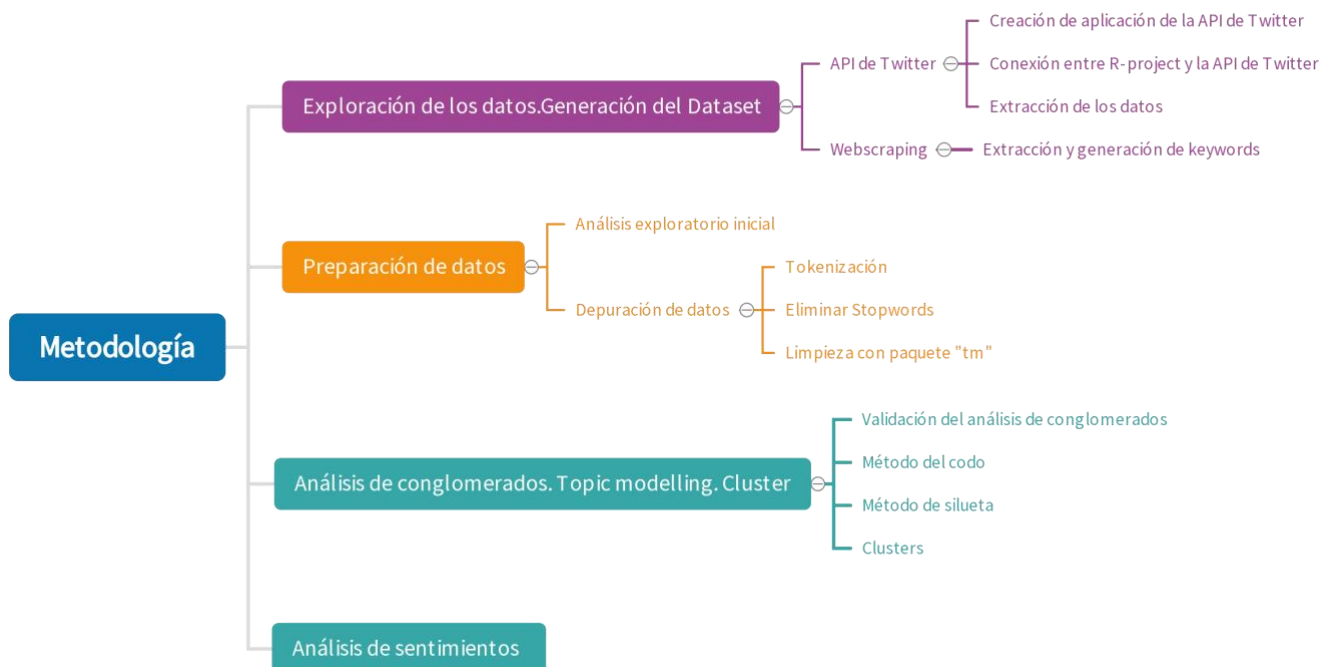 Metodología
Exploración de los datos.Generación del Dataset
API de Twitter
Creación de aplicación de la API de Twitter
Conexión entre R-project y la API de Twitter
Extracción de los datos
Webscraping
Extracción y generación de keywords
Preparación de datos
Análisis exploratorio inicial
Depuración de datos
Tokenización
Eliminar Stopwords
Limpieza con paquete "tm"
Análisis de conglomerados. Topic modelling. Cluster
Validación del análisis de conglomerados
Método del codo
Método de silueta
Clusters
Análisis de sentimientos